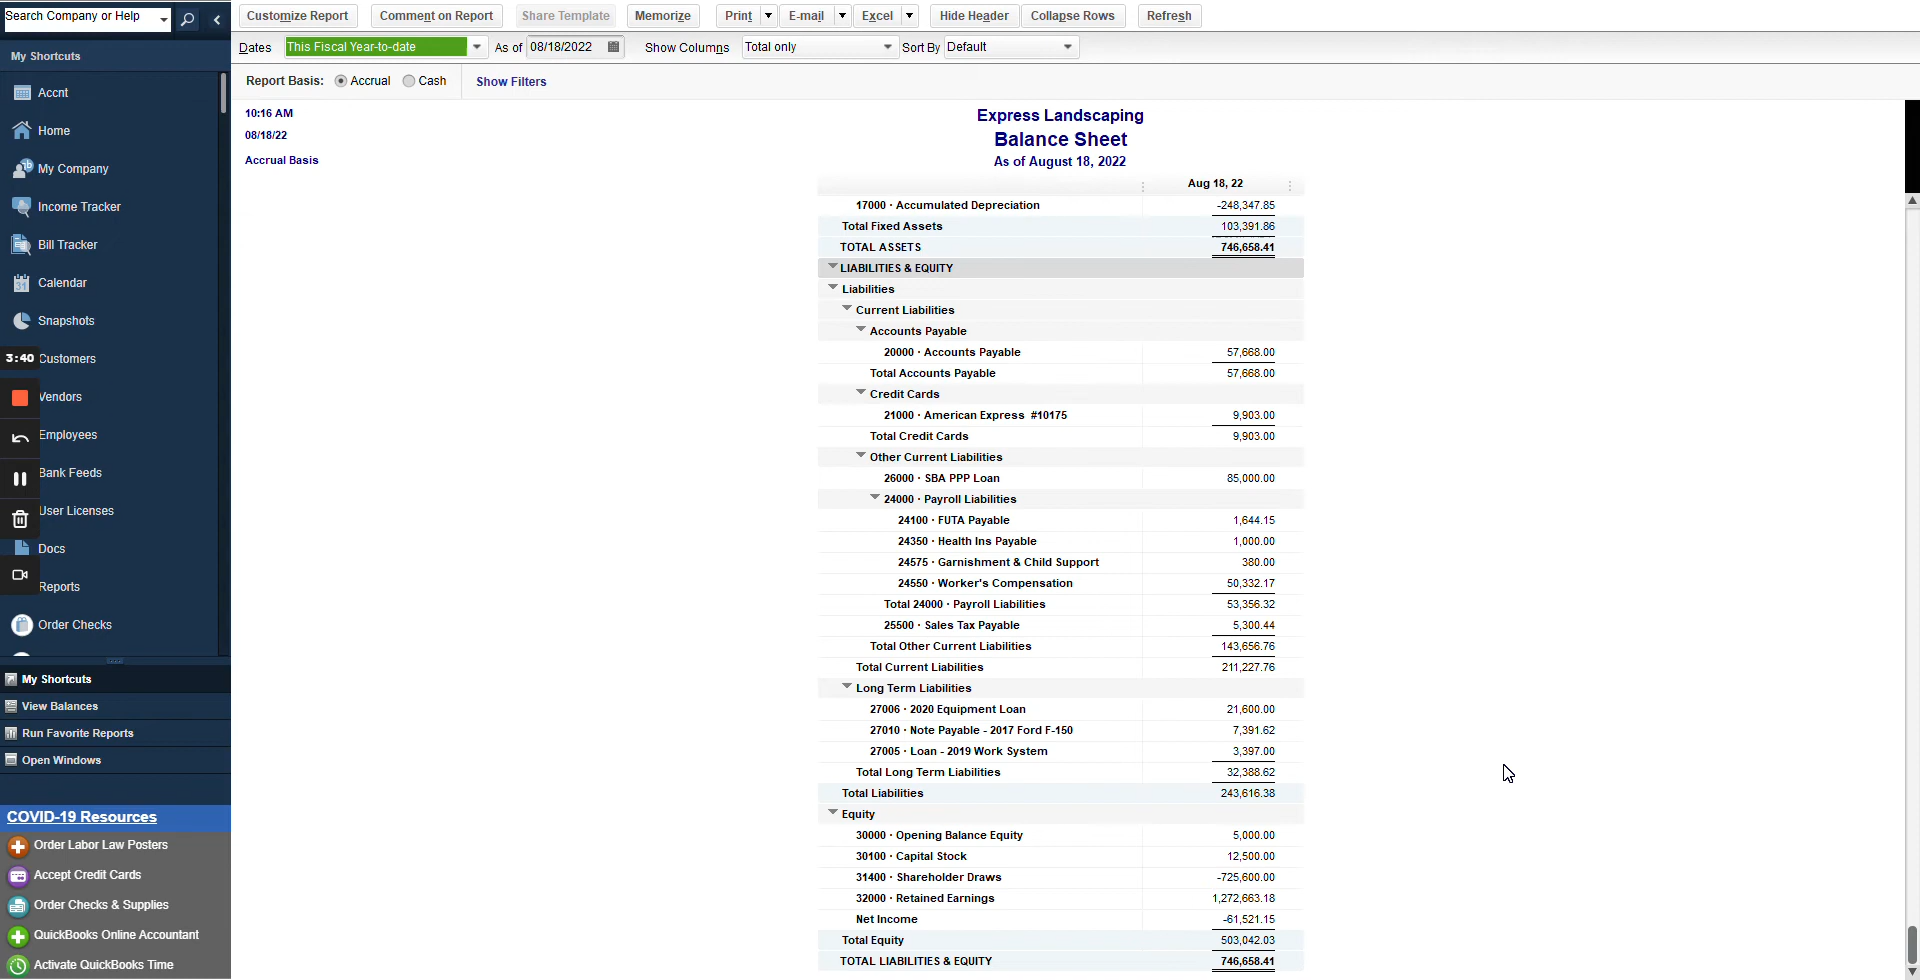 Search Company or Help
My Shortcuts
Accnt
Home
My Company
Income Tracker
Bill Tracker
31 Calendar
Snapshots
3:40 Customers
Vendors
Employees
Bank Feeds
User Licenses
Docs
Reports
Order Checks
My Shortcuts
View Balances
Run Favorite Reports
Open Windows
COVID-19 Resources
Order Labor Law Posters
Accept Credit Cards
Order Checks & Supplies
QuickBooks Online Accountant
Activate QuickBooks Time
Customize Report Comment on Report Share Template Memorize Print E-mail Excel Hide Header Collapse Rows Refresh
Dates This Fiscal Year-to-date As of 08/18/2022 Show Columns Total only Sort By Default
Report Basis: Accrual Cash Show Filters
10:16 AM
08/18/22
Accrual Basis
Express Landscaping
Balance Sheet
As of August 18, 2022
Aug 18, 22
17000 · Accumulated Depreciation -248,347.85
Total Fixed Assets 103,391.86
TOTAL ASSETS 746,658.41
LIABILITIES & EQUITY
Liabilities
Current Liabilities
Accounts Payable
20000 · Accounts Payable 57,668.00
Total Accounts Payable 57,668.00
Credit Cards
21000 · American Express #10175 9,903.00
Total Credit Cards 9,903.00
Other Current Liabilities
26000 · SBA PPP Loan 85,000.00
24000 · Payroll Liabilities
24100 · FUTA Payable 1,644.15
24350 · Health Ins Payable 1,000.00
24575 · Garnishment & Child Support 380.00
24550 · Worker's Compensation 50,332.17
Total 24000 · Payroll Liabilities 53,356.32
25500 · Sales Tax Payable 5,300.44
Total Other Current Liabilities 143,656.76
Total Current Liabilities 211,227.76
Long Term Liabilities
27006 · 2020 Equipment Loan 21,600.00
27010 · Note Payable - 2017 Ford F-150 7,391.62
27005 · Loan - 2019 Work System 3,397.00
Total Long Term Liabilities 32,388.62
Total Liabilities 243,616.38
Equity
30000 · Opening Balance Equity 5,000.00
30100 · Capital Stock 12,500.00
31400 · Shareholder Draws -725,600.00
32000 · Retained Earnings 1,272,663.18
Net Income -61,521.15
Total Equity 503,042.03
TOTAL LIABILITIES & EQUITY 746,658.41